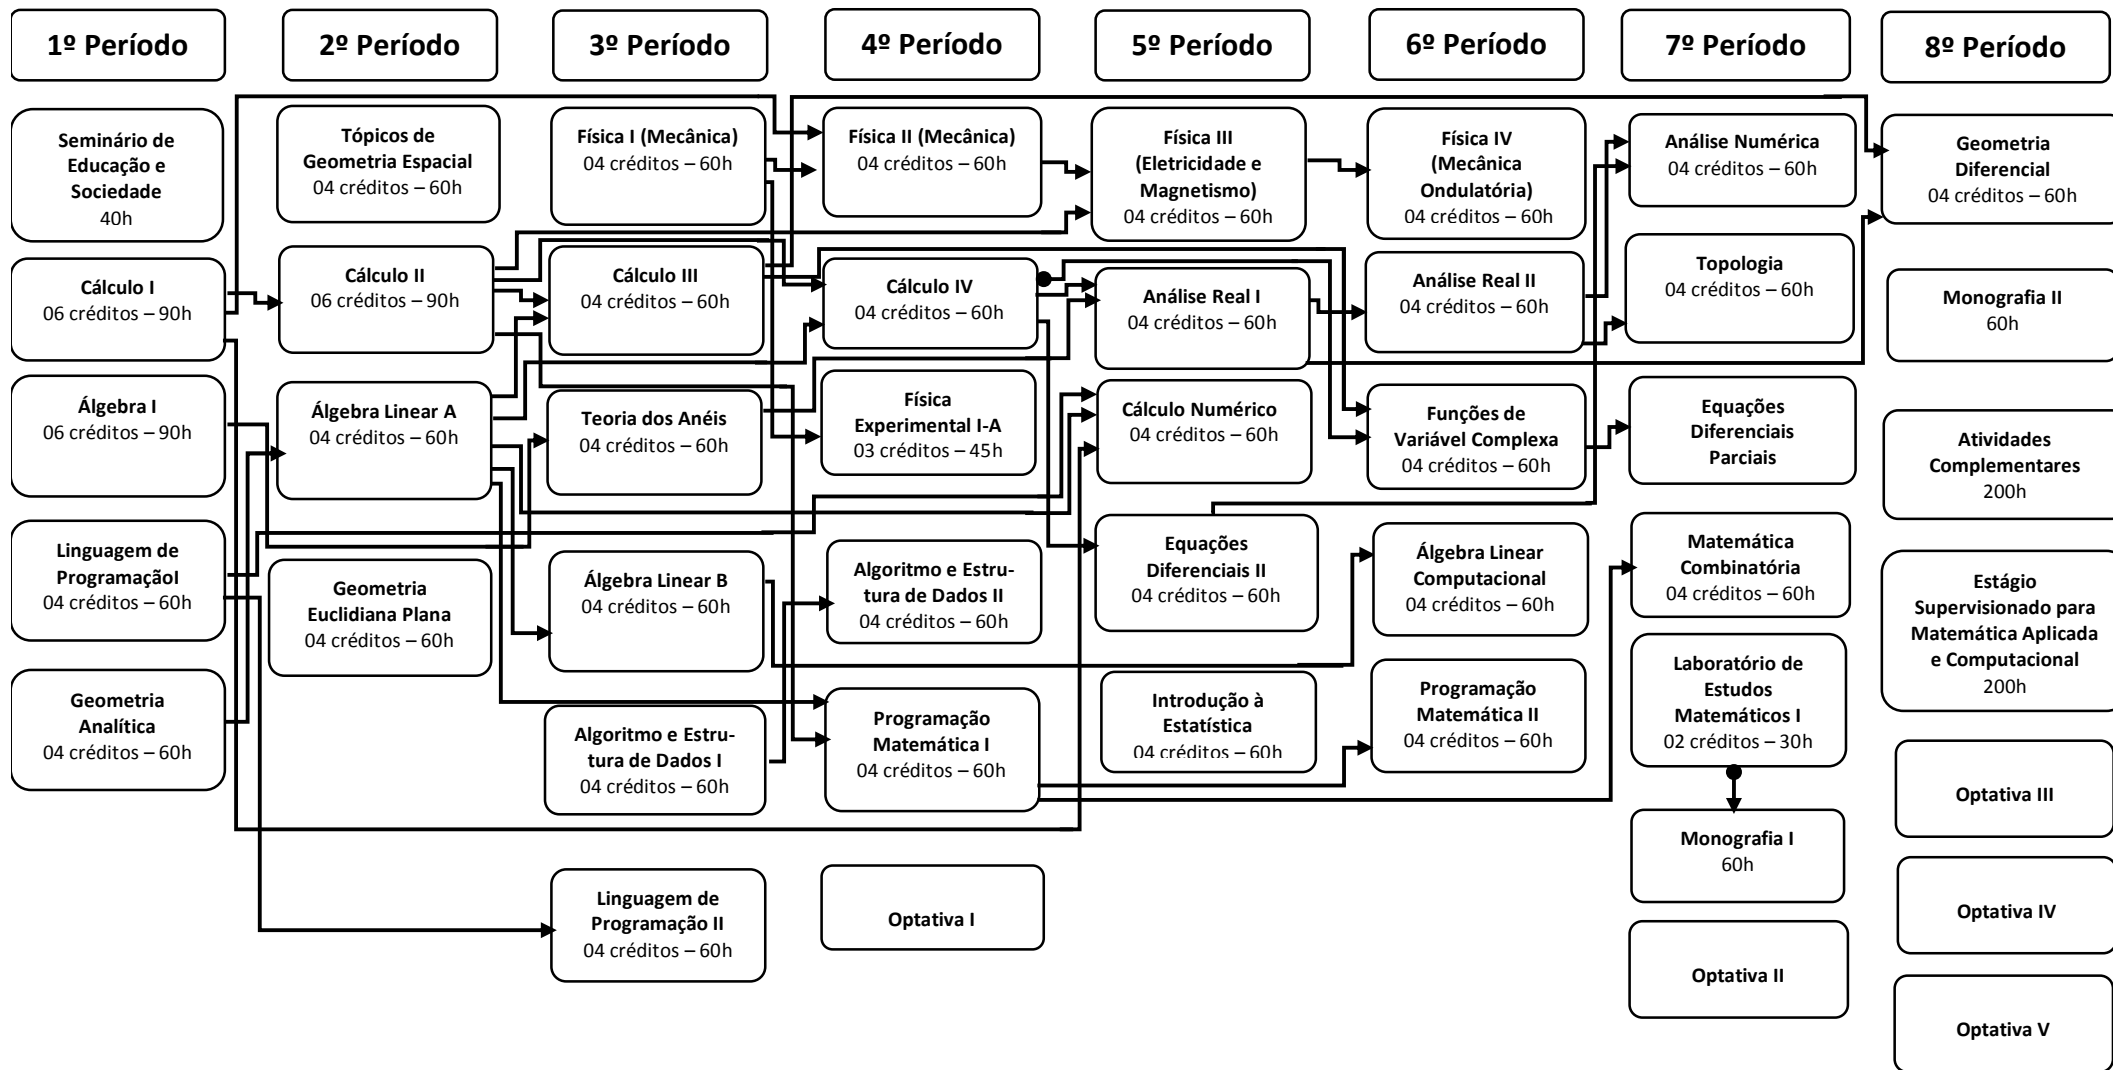 1º Período
2º Período
3º Período
4º Período
5º Período
6º Período
7º Período
8º Período
Seminário de
Educação e
Sociedade
40h
Cálculo I
06 créditos – 90h
Álgebra I
06 créditos – 90h
Linguagem de
ProgramaçãoI
04 créditos – 60h
Geometria
Analítica
04 créditos – 60h
Tópicos de
Geometria Espacial
04 créditos – 60h
Cálculo II
06 créditos – 90h
Álgebra Linear A
04 créditos – 60h
Geometria
Euclidiana Plana
04 créditos – 60h
Física I (Mecânica)
04 créditos – 60h
Cálculo III
04 créditos – 60h
Teoria dos Anéis
04 créditos – 60h
Álgebra Linear B
04 créditos – 60h
Algoritmo e Estru-
tura de Dados I
04 créditos – 60h
Linguagem de
Programação II
04 créditos – 60h
Física II (Mecânica)
04 créditos – 60h
Cálculo IV
04 créditos – 60h
Física
Experimental I-A
03 créditos – 45h
Algoritmo e Estru-
tura de Dados II
04 créditos – 60h
Programação
Matemática I
04 créditos – 60h
Optativa I
Física III
(Eletricidade e
Magnetismo)
04 créditos – 60h
Análise Real I
04 créditos – 60h
Cálculo Numérico
04 créditos – 60h
Equações
Diferenciais II
04 créditos – 60h
Introdução à
Estatística
04 créditos – 60h
Física IV
(Mecânica
Ondulatória)
04 créditos – 60h
Análise Real II
04 créditos – 60h
Funções de
Variável Complexa
04 créditos – 60h
Álgebra Linear
Computacional
04 créditos – 60h
Programação
Matemática II
04 créditos – 60h
Análise Numérica
04 créditos – 60h
Topologia
04 créditos – 60h
Equações
Diferenciais
Parciais
Matemática
Combinatória
04 créditos – 60h
Laboratório de
Estudos
Matemáticos I
02 créditos – 30h
Monografia I
60h
Optativa II
Geometria
Diferencial
04 créditos – 60h
Monografia II
60h
Atividades
Complementares
200h
Estágio
Supervisionado para
Matemática Aplicada
e Computacional
200h
Optativa III
Optativa IV
Optativa V